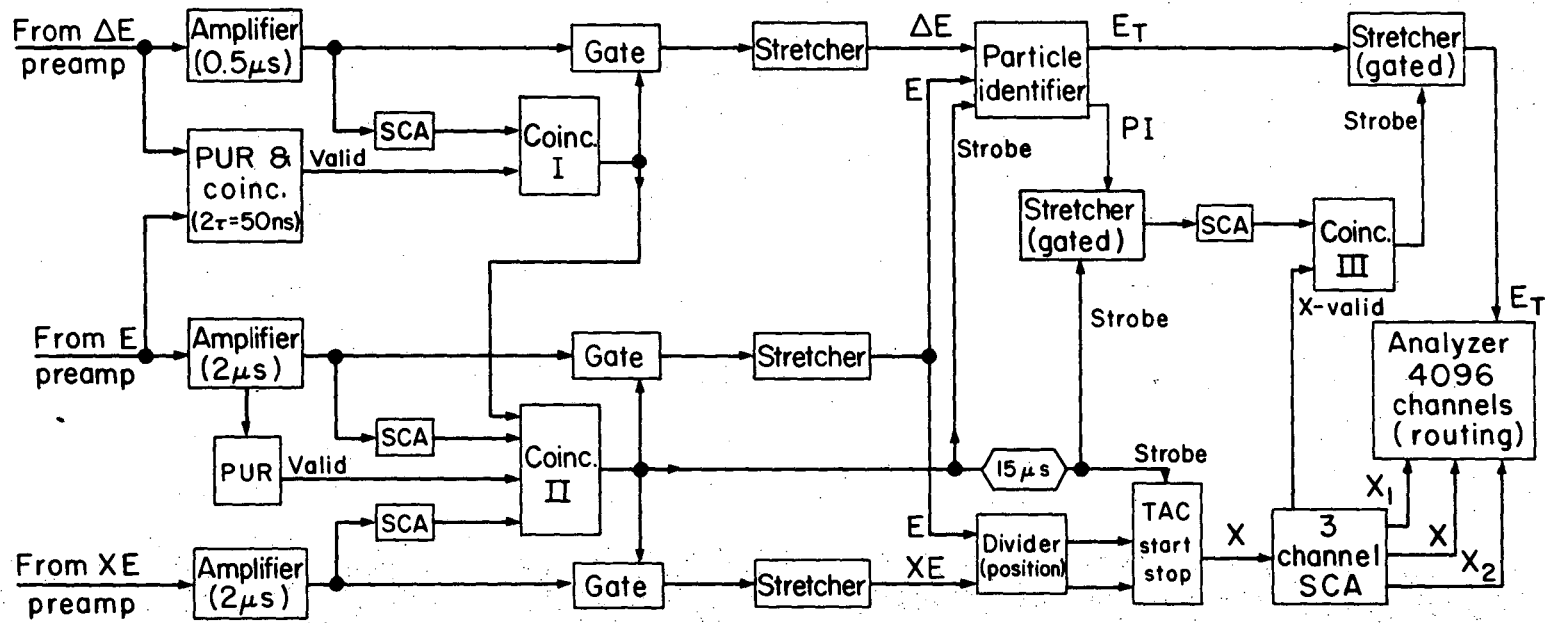 From ΔE
preamp
Amplifier
(0.5μs)
Gate
Stretcher
ΔE
Particle
identifier
E_T
Stretcher
(gated)
E
SCA
Coinc.
I
PUR &
coinc.
(2τ=50ns)
Valid
Strobe
PI
Strobe
Stretcher
(gated)
SCA
Coinc.
III
X-valid
Strobe
E_T
From E
preamp
Amplifier
(2μs)
Gate
Stretcher
Analyzer
4096
channels
(routing)
SCA
PUR
Valid
Coinc.
II
15μs
Strobe
SCA
E
Divider
(position)
TAC
start
stop
X
3
channel
SCA
X₁
X
X₂
From XE
preamp
Amplifier
(2μs)
Gate
Stretcher
XE